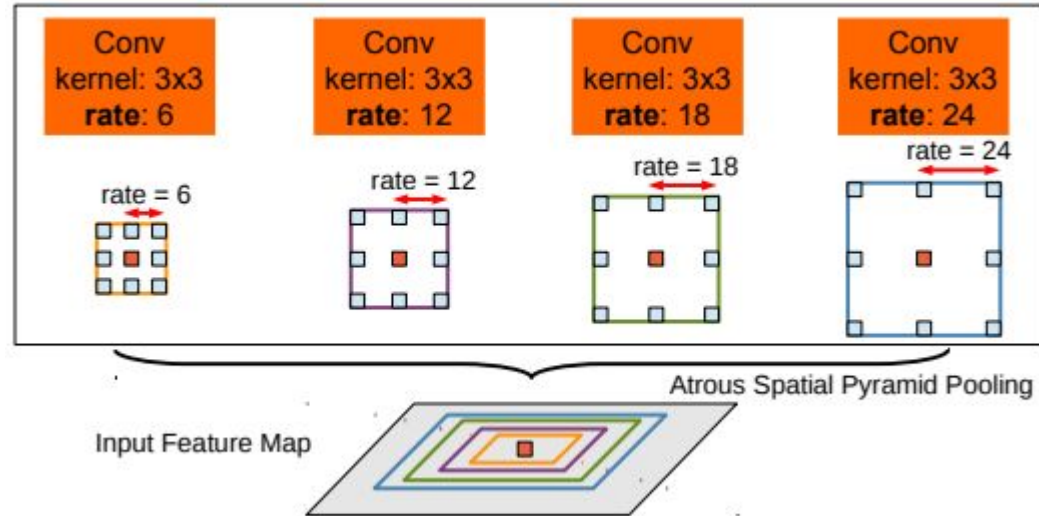 Conv
kernel: 3x3
rate: 6
Conv
kernel: 3x3
rate: 12
Conv
kernel: 3x3
rate: 18
Conv
kernel: 3x3
rate: 24
rate = 6
rate = 12
rate = 18
rate = 24
Atrous Spatial Pyramid Pooling
Input Feature Map